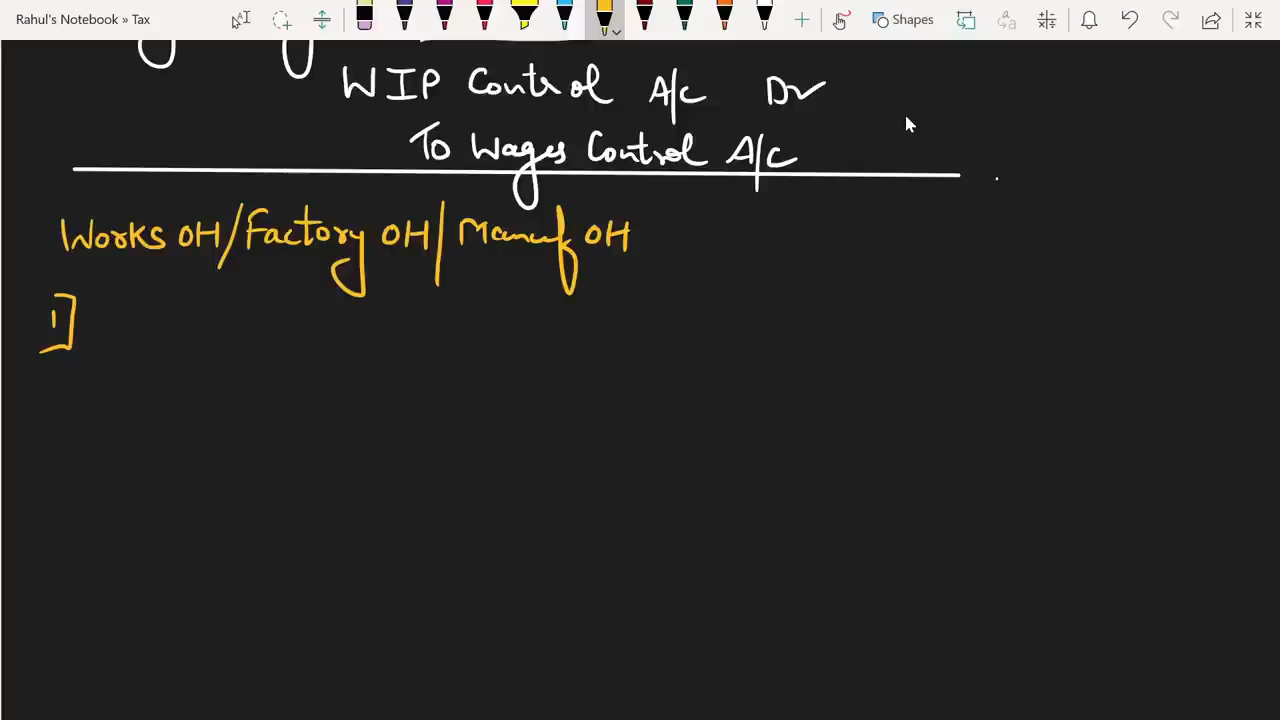 Rahul's Notebook » Tax
Shapes
WIP Control A/c Dr
To Wages Control A/c
Works OH/Factory OH/Manuf OH
1]